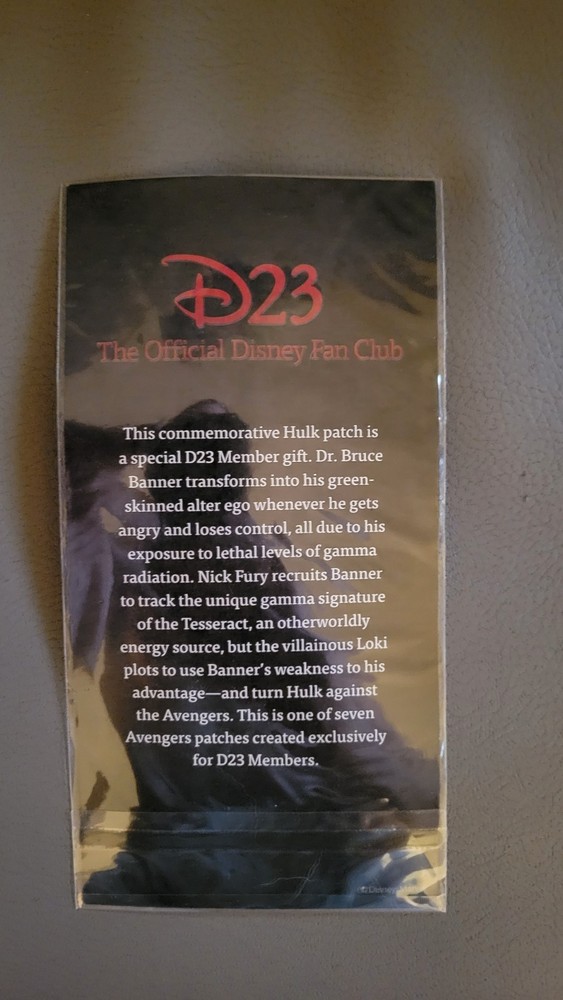 D23
The Official Disney Fan Club
This commemorative Hulk patch is
a special D23 Member gift. Dr. Bruce
Banner transforms into his green-
skinned alter ego whenever he gets
angry and loses control, all due to his
exposure to lethal levels of gamma
radiation. Nick Fury recruits Banner
to track the unique gamma signature
of the Tesseract, an otherworldly
energy source, but the villainous Loki
plots to use Banner's weakness to his
advantage—and turn Hulk against
the Avengers. This is one of seven
Avengers patches created exclusively
for D23 Members.
©Disney